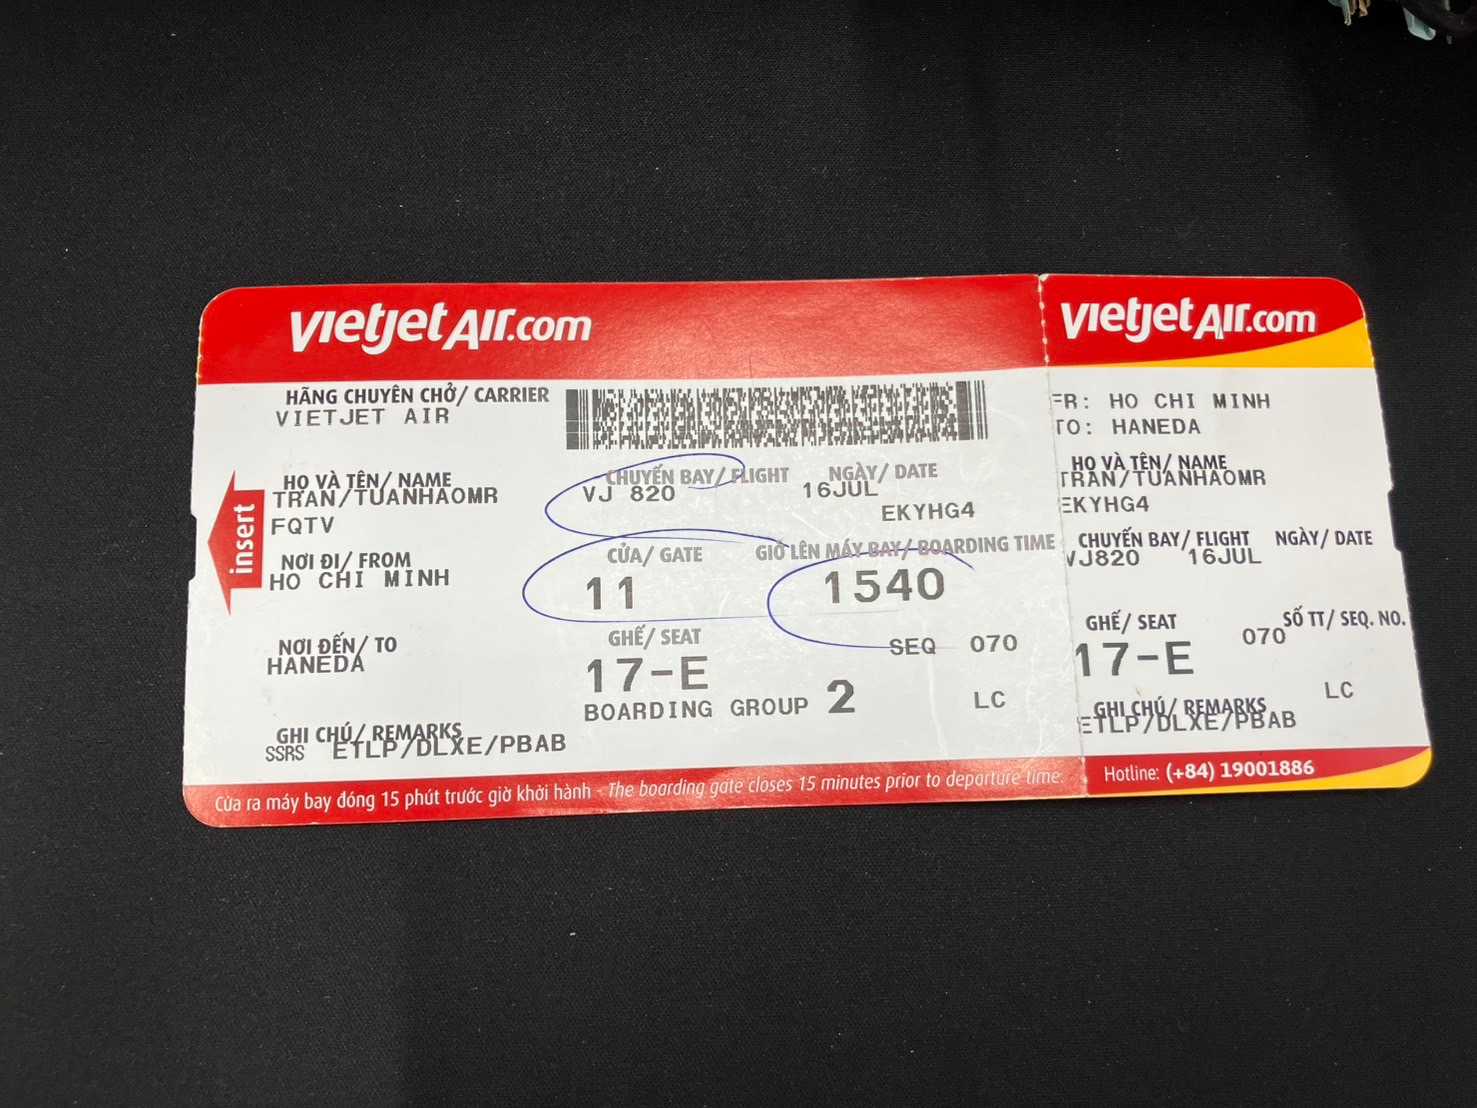 vietjet Air.com
HÃNG CHUYÊN CHỞ/ CARRIER
VIETJET AIR
HỌ VÀ TÊN/ NAME
TRAN/TUANHAOMR
FQTV
CHUYẾN BAY/ FLIGHT
VJ 820
NGÀY/ DATE
16JUL
EKYHG4
insert
NƠI ĐI/ FROM
HO CHI MINH
CỬA/ GATE
11
GIỜ LÊN MÁY BAY/ BOARDING TIME
1540
NƠI ĐẾN/ TO
HANEDA
GHẾ/ SEAT
17-E
SEQ 070
BOARDING GROUP 2
LC
GHI CHÚ/ REMARKS
SSRS ETLP/DLXE/PBAB
Cửa ra máy bay đóng 15 phút trước giờ khởi hành - The boarding gate closes 15 minutes prior to departure time.
vietjet Air.com
FR: HO CHI MINH
TO: HANEDA
HỌ VÀ TÊN/ NAME
TRAN/TUANHAOMR
EKYHG4
CHUYẾN BAY/ FLIGHT NGÀY/ DATE
VJ820 16JUL
GHẾ/ SEAT
17-E
SỐ TT/ SEQ. NO.
070
LC
GHI CHÚ/ REMARKS
ETLP/DLXE/PBAB
Hotline: (+84) 19001886